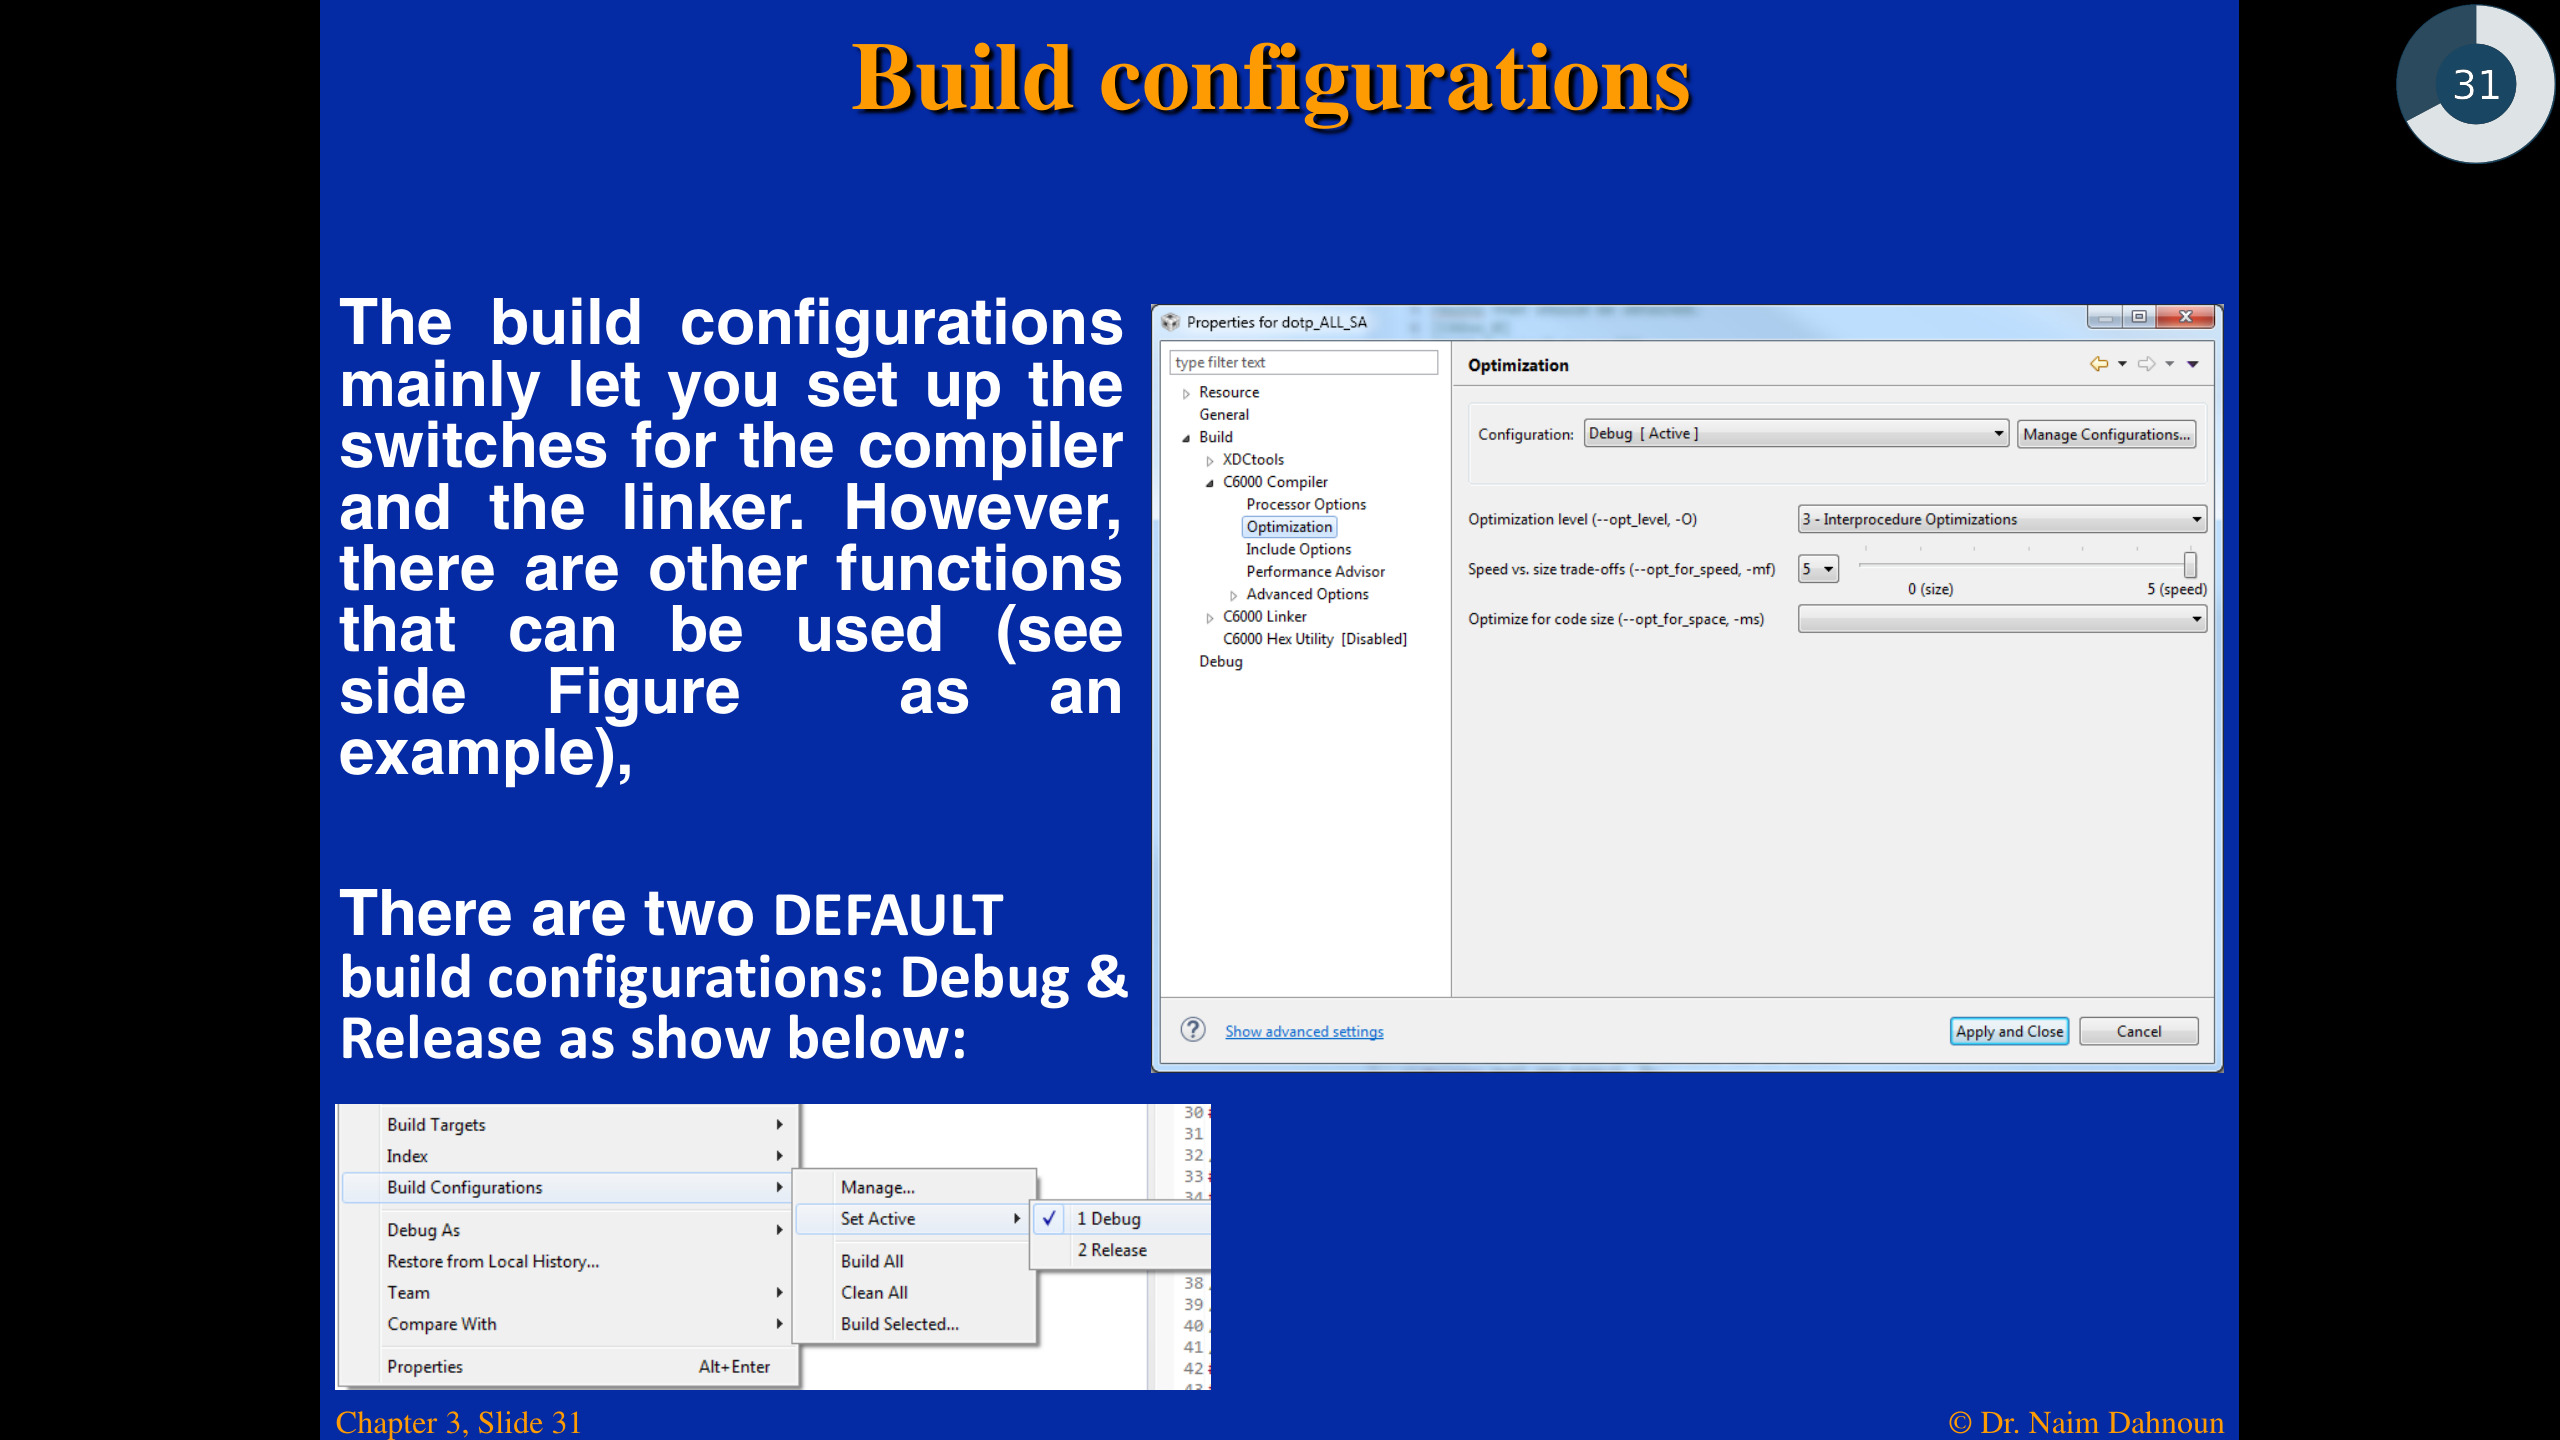 Build configurations
31
The build configurations
mainly let you set up the
switches for the compiler
and the linker. However,
there are other functions
that can be used (see
side Figure as an
example),
There are two DEFAULT
build configurations: Debug &
Release as show below:
Properties for dotp_ALL_SA
type filter text
Resource
General
Build
XDCtools
C6000 Compiler
Processor Options
Optimization
Include Options
Performance Advisor
Advanced Options
C6000 Linker
C6000 Hex Utility [Disabled]
Debug
Optimization
Configuration: Debug [ Active ] Manage Configurations...
Optimization level (--opt_level, -O) 3 - Interprocedure Optimizations
Speed vs. size trade-offs (--opt_for_speed, -mf) 5
0 (size) 5 (speed)
Optimize for code size (--opt_for_space, -ms)
Show advanced settings Apply and Close Cancel
Build Targets
Index
Build Configurations
Debug As
Restore from Local History...
Team
Compare With
Properties Alt+Enter
Manage...
Set Active
Build All
Clean All
Build Selected...
1 Debug
2 Release
30
31
32
33
34
38
39
40
41
42
43
Chapter 3, Slide 31
© Dr. Naim Dahnoun